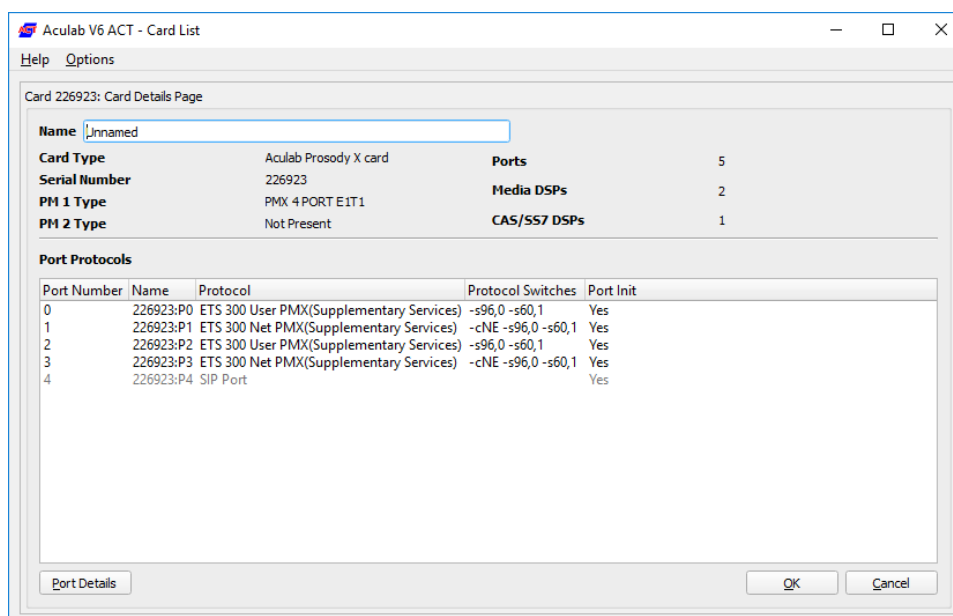 Aculab V6 ACT - Card List
Help Options
Card 226923: Card Details Page
Name Unnamed
Card Type Aculab Prosody X card Ports 5
Serial Number 226923
Media DSPs 2
PM 1 Type PMX 4 PORT E1T1
PM 2 Type Not Present CAS/SS7 DSPs 1
Port Protocols
Port Number Name Protocol Protocol Switches Port Init
0 226923:P0 ETS 300 User PMX(Supplementary Services) -s96,0 -s60,1 Yes
1 226923:P1 ETS 300 Net PMX(Supplementary Services) -cNE -s96,0 -s60,1 Yes
2 226923:P2 ETS 300 User PMX(Supplementary Services) -s96,0 -s60,1 Yes
3 226923:P3 ETS 300 Net PMX(Supplementary Services) -cNE -s96,0 -s60,1 Yes
4 226923:P4 SIP Port Yes
Port Details OK Cancel